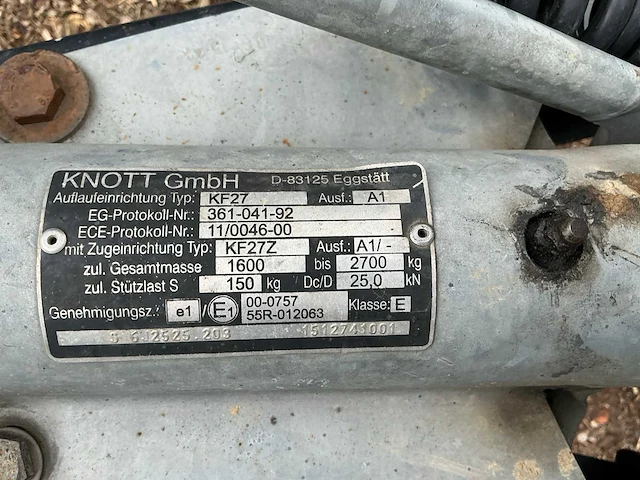 KNOTT GmbH D-83125 Eggstätt
Auflaufeinrichtung Typ: KF27 Ausf.: A1
EG-Protokoll-Nr.: 361-041-92
ECE-Protokoll-Nr.: 11/0046-00
mit Zugeinrichtung Typ: KF27Z Ausf.: A1/ -
zul. Gesamtmasse 1600 bis 2700 kg
zul. Stützlast S 150 kg Dc/D 25,0 kN
Genehmigungsz.: e1 / E1 00-0757 Klasse: E
55R-012063
1512741001